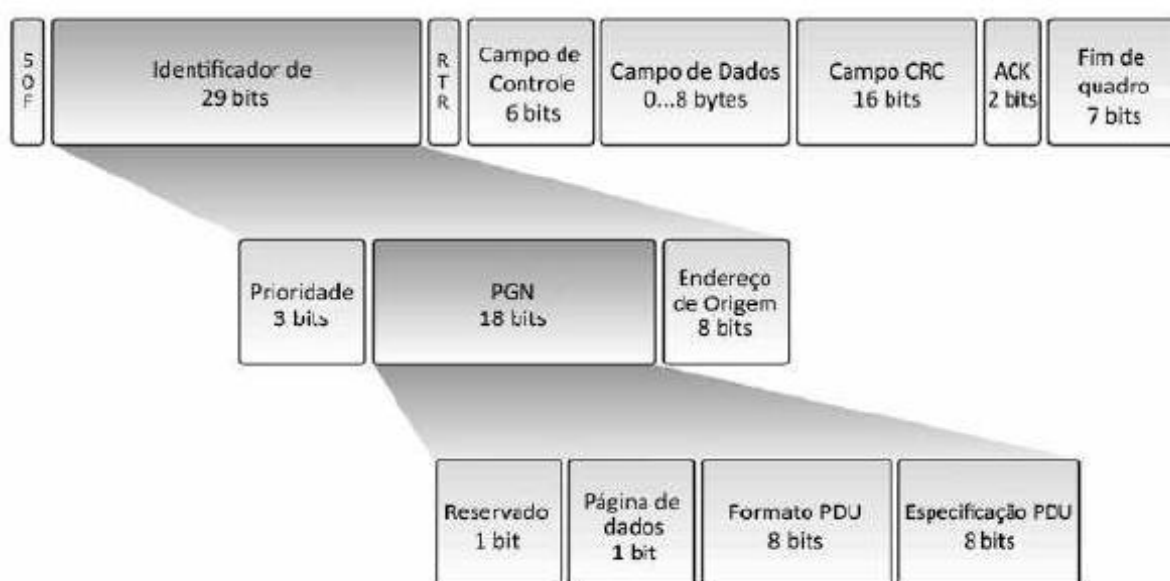 SOF
Identificador de
29 bits
RTR
Campo de
Controle
6 bits
Campo de Dados
0...8 bytes
Campo CRC
16 bits
ACK
2 bits
Fim de
quadro
7 bits
Prioridade
3 bits
PGN
18 bits
Endereço
de Origem
8 bits
Reservado
1 bit
Página de
dados
1 bit
Formato PDU
8 bits
Especificação PDU
8 bits